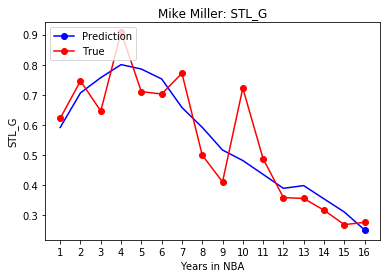 Mike Miller: STL_G
Prediction
True
STL_G
0.9
0.8
0.7
0.6
0.5
0.4
0.3
1 2 3 4 5 6 7 8 9 10 11 12 13 14 15 16
Years in NBA